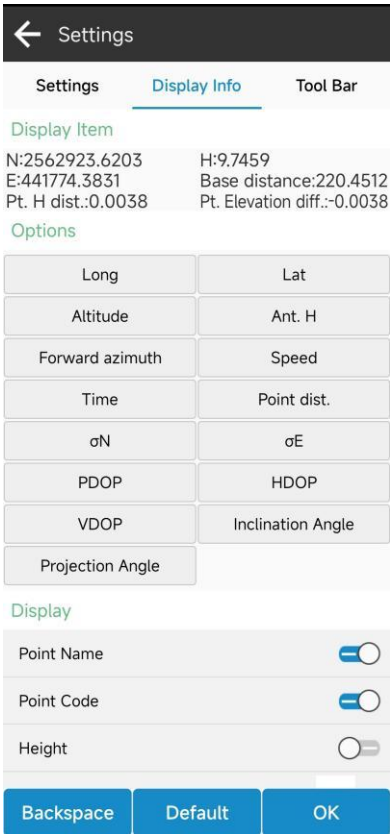 Settings
Settings Display Info Tool Bar
Display Item
N:2562923.6203 H:9.7459
E:441774.3831 Base distance:220.4512
Pt. H dist.:0.0038 Pt. Elevation diff.:-0.0038
Options
Long Lat
Altitude Ant. H
Forward azimuth Speed
Time Point dist.
σN σE
PDOP HDOP
VDOP Inclination Angle
Projection Angle
Display
Point Name
Point Code
Height
Backspace Default OK